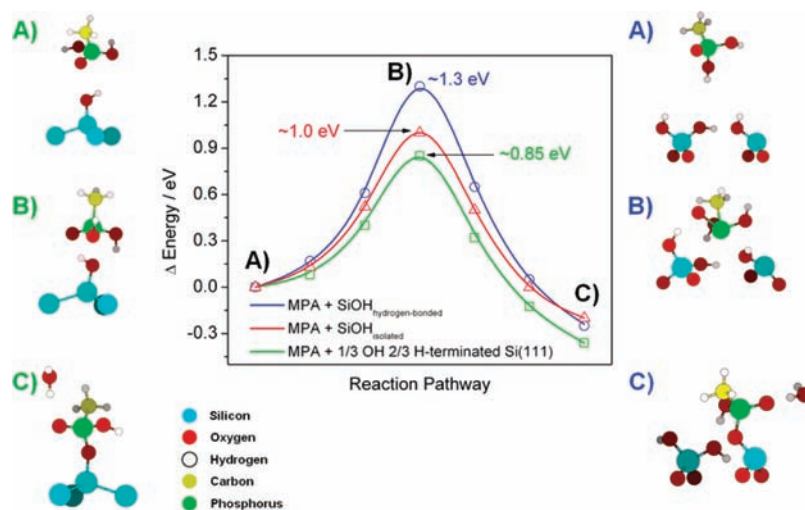 A)
B)
C)
Δ Energy / eV
1.5
1.2
0.9
0.6
0.3
0.0
-0.3
B)
~1.3 eV
~1.0 eV
~0.85 eV
A)
C)
MPA + SiOHhydrogen-bonded
MPA + SiOHisolated
MPA + 1/3 OH 2/3 H-terminated Si(111)
Reaction Pathway
Silicon
Oxygen
Hydrogen
Carbon
Phosphorus
A)
B)
C)